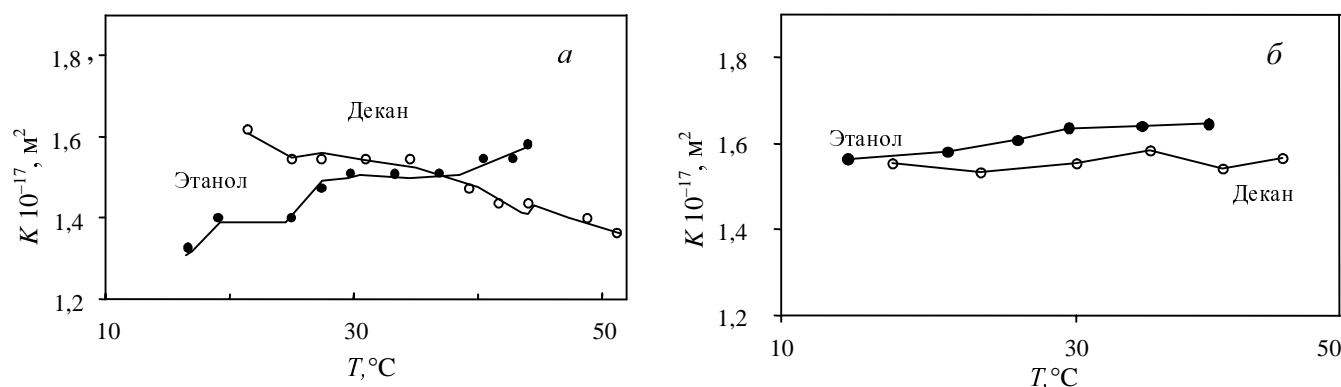 1,8 ,
а
Декан
1,6
Этанол
1,4
1,2
10
30
50
К 10⁻¹⁷, м²
Т,°С
1,8
б
Этанол
1,6
Декан
1,4
1,2
10
30
50
К 10⁻¹⁷, м²
Т,°С